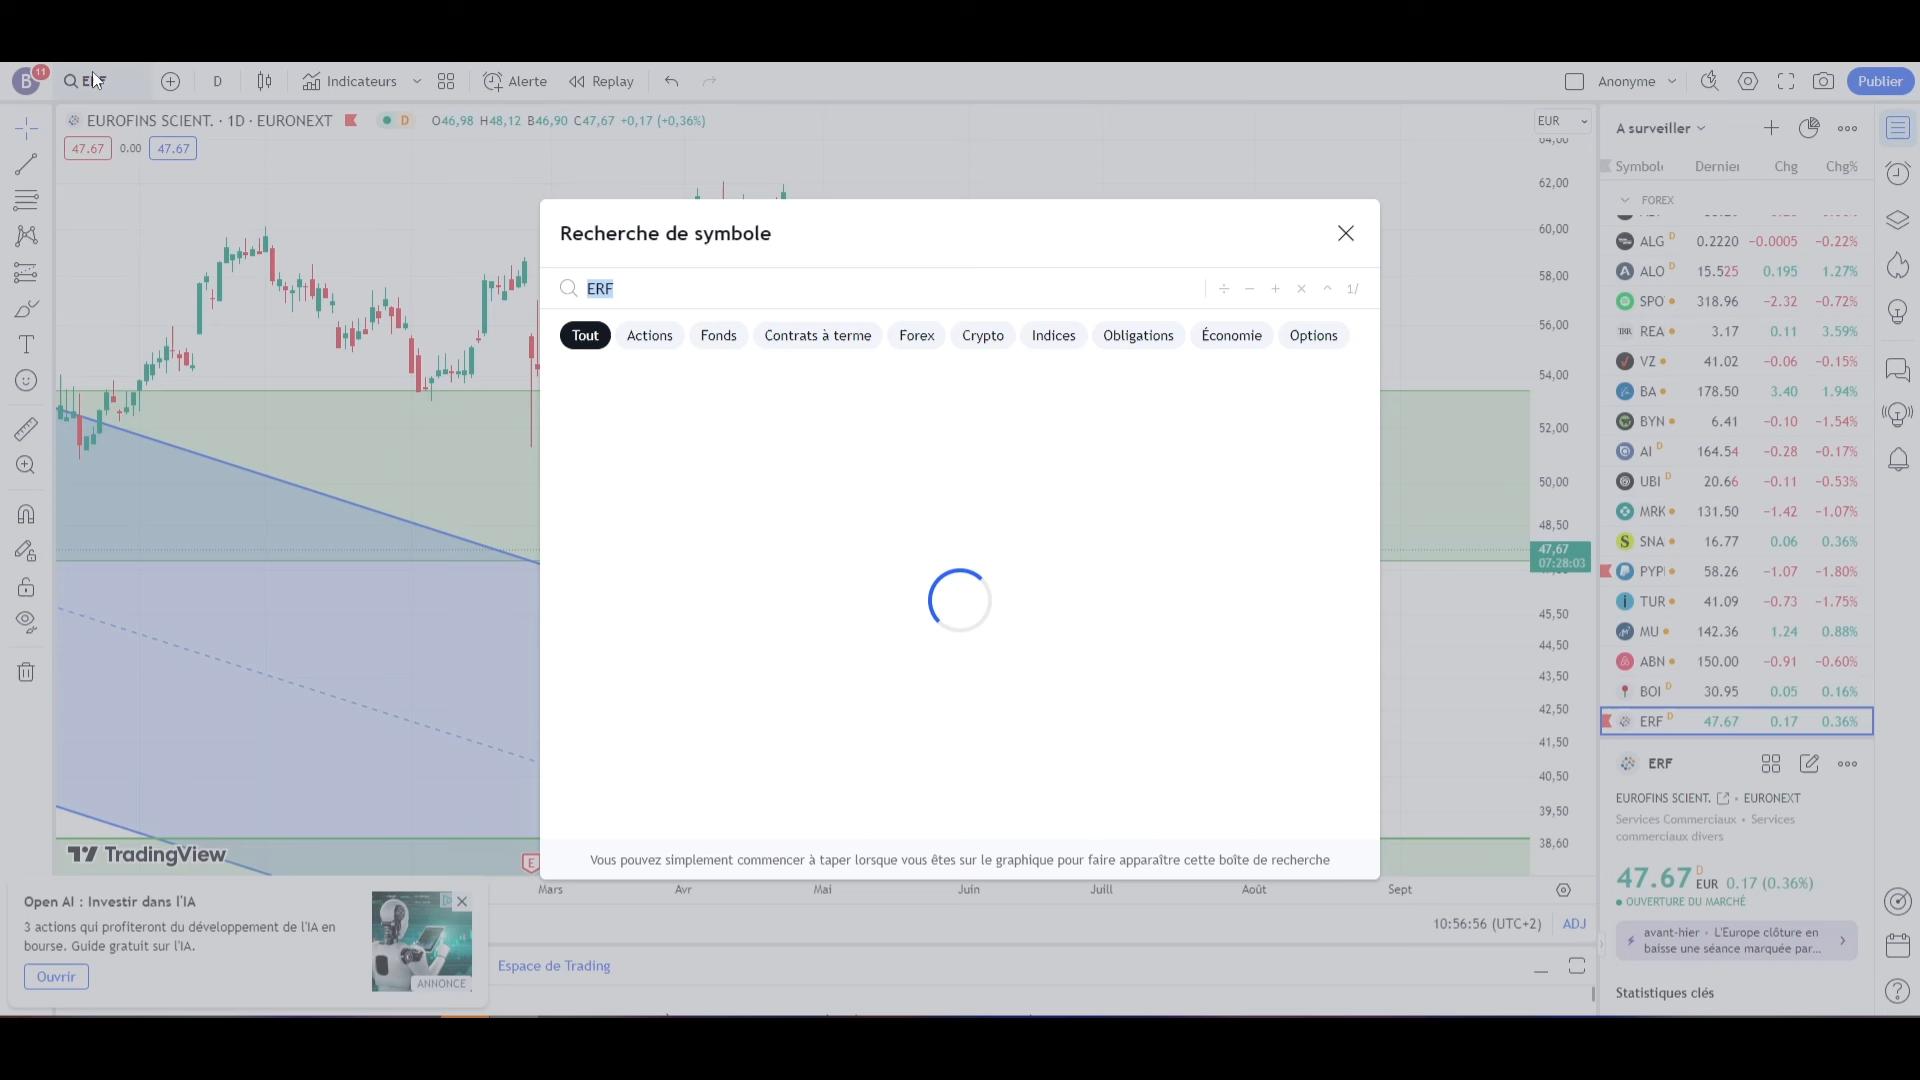 B
11
ERF
D
Indicateurs
Alerte
Replay
Anonyme
Publier
EUROFINS SCIENT. · 1D · EURONEXT
D
O46,98 H48,12 B46,90 C47,67 +0,17 (+0,36%)
47.67 0.00 47.67
EUR
64,00
62,00
60,00
58,00
56,00
54,00
52,00
50,00
48,50
47,67
07:28:03
45,50
44,50
43,50
42,50
41,50
40,50
39,50
38,60
Recherche de symbole
ERF
÷ − + × ^ 1/
Tout Actions Fonds Contrats à terme Forex Crypto Indices Obligations Économie Options
Vous pouvez simplement commencer à taper lorsque vous êtes sur le graphique pour faire apparaître cette boîte de recherche
TradingView
E
Mars Avr Mai Juin Juill Août Sept
10:56:56 (UTC+2) ADJ
Espace de Trading
Open AI : Investir dans l'IA
3 actions qui profiteront du développement de l'IA en
bourse. Guide gratuit sur l'IA.
Ouvrir
ANNONCE
A surveiller
Symbole Dernier Chg Chg%
FOREX
ALG D 0.2220 −0.0005 −0.22%
ALO D 15.525 0.195 1.27%
SPO 318.96 −2.32 −0.72%
REA 3.17 0.11 3.59%
VZ 41.02 −0.06 −0.15%
BA 178.50 3.40 1.94%
BYN 6.41 −0.10 −1.54%
AI D 164.54 −0.28 −0.17%
UBI D 20.66 −0.11 −0.53%
MRK 131.50 −1.42 −1.07%
SNA 16.77 0.06 0.36%
PYP 58.26 −1.07 −1.80%
TUR 41.09 −0.73 −1.75%
MU 142.36 1.24 0.88%
ABN 150.00 −0.91 −0.60%
BOI D 30.95 0.05 0.16%
ERF D 47.67 0.17 0.36%
ERF
EUROFINS SCIENT. • EURONEXT
Services Commerciaux • Services
commerciaux divers
47.67 D EUR 0.17 (0.36%)
OUVERTURE DU MARCHÉ
avant-hier • L'Europe clôture en
baisse une séance marquée par...
Statistiques clés